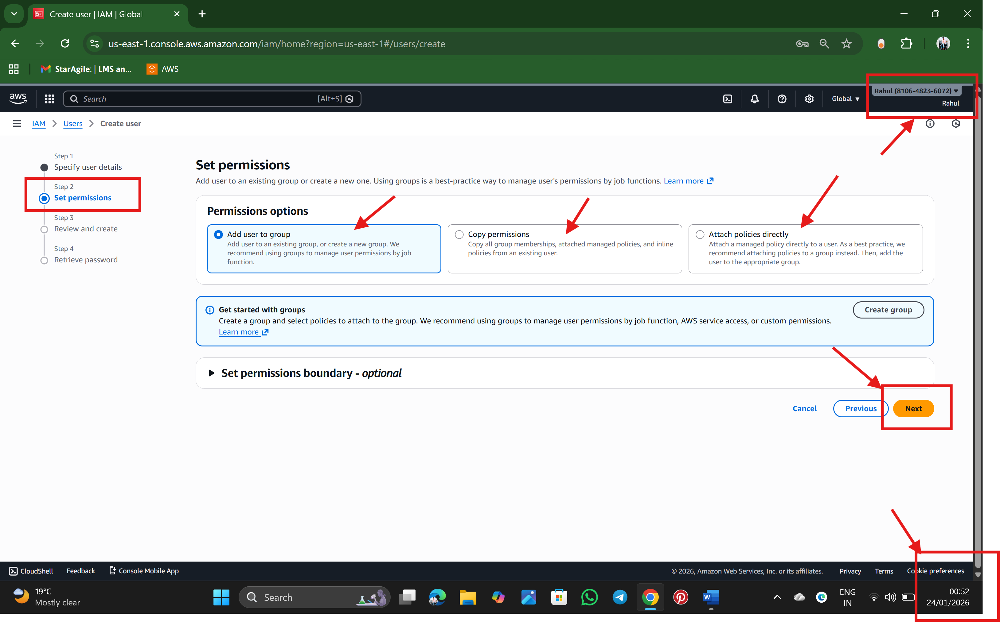 Create user | IAM | Global
us-east-1.console.aws.amazon.com/iam/home?region=us-east-1#/users/create
StarAgile: | LMS an...
AWS
aws
Search
[Alt+S]
Global
Rahul (8106-4823-6072)
Rahul
IAM
Users
Create user
Step 1
Specify user details
Step 2
Set permissions
Step 3
Review and create
Step 4
Retrieve password
Set permissions
Add user to an existing group or create a new one. Using groups is a best-practice way to manage user's permissions by job functions. Learn more
Permissions options
Add user to group
Add user to an existing group, or create a new group. We
recommend using groups to manage user permissions by job
function.
Copy permissions
Copy all group memberships, attached managed policies, and inline
policies from an existing user.
Attach policies directly
Attach a managed policy directly to a user. As a best practice, we
recommend attaching policies to a group instead. Then, add the
user to the appropriate group.
Get started with groups
Create a group and select policies to attach to the group. We recommend using groups to manage user permissions by job function, AWS service access, or custom permissions.
Learn more
Create group
Set permissions boundary - optional
Cancel
Previous
Next
CloudShell
Feedback
Console Mobile App
© 2026, Amazon Web Services, Inc. or its affiliates.
Privacy
Terms
Cookie preferences
19°C
Mostly clear
Search
ENG
IN
00:52
24/01/2026